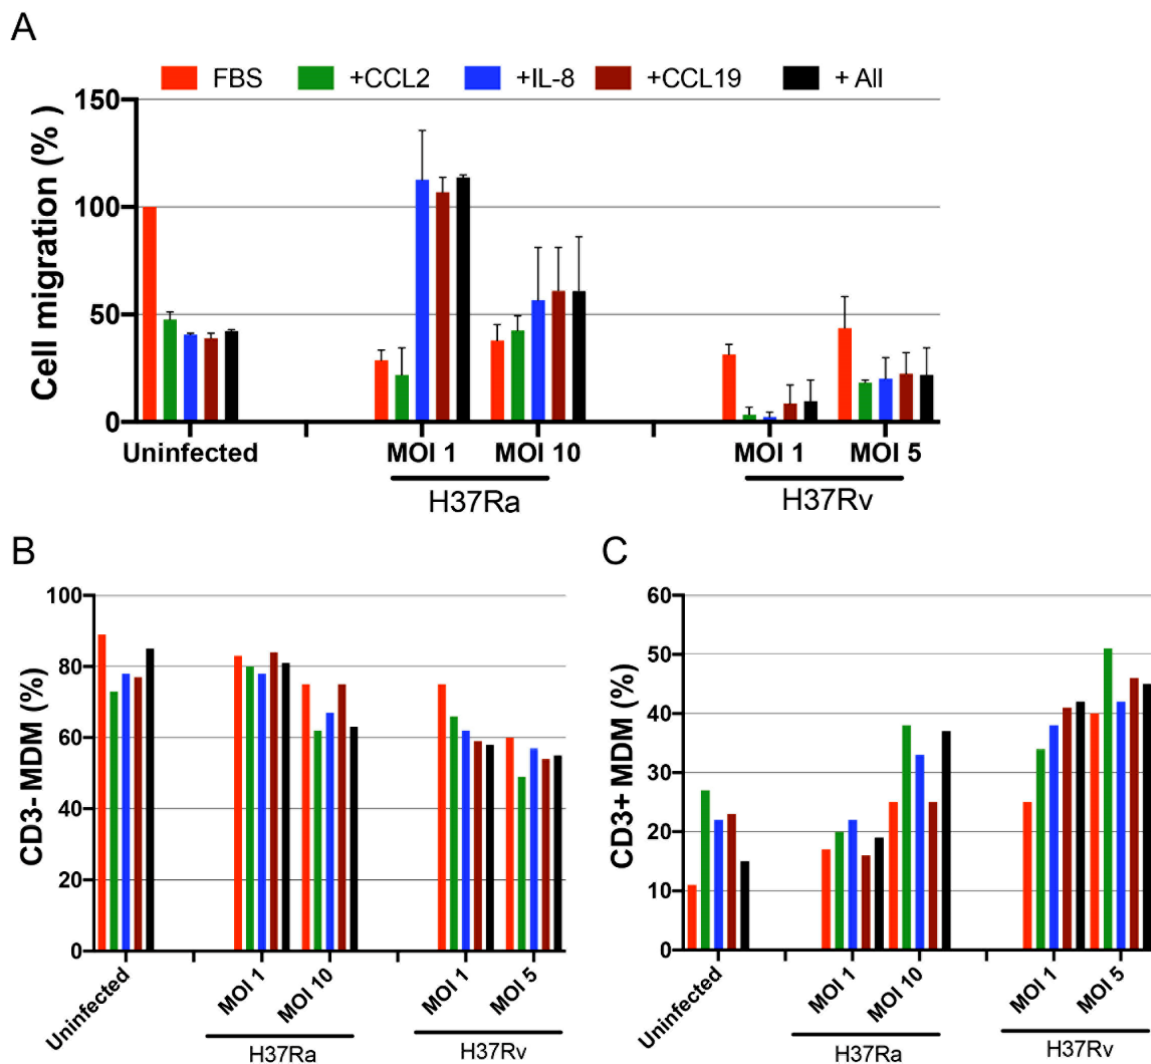 A
FBS +CCL2 +IL-8 +CCL19 + All
Cell migration (% )
150
100
50
0
Uninfected MOI 1 MOI 10 MOI 1 MOI 5
H37Ra H37Rv
B
CD3- MDM (%)
100
80
60
40
20
0
Uninfected MOI 1 MOI 10 MOI 1 MOI 5
H37Ra H37Rv
C
CD3+ MDM (%)
60
50
40
30
20
10
0
Uninfected MOI 1 MOI 10 MOI 1 MOI 5
H37Ra H37Rv